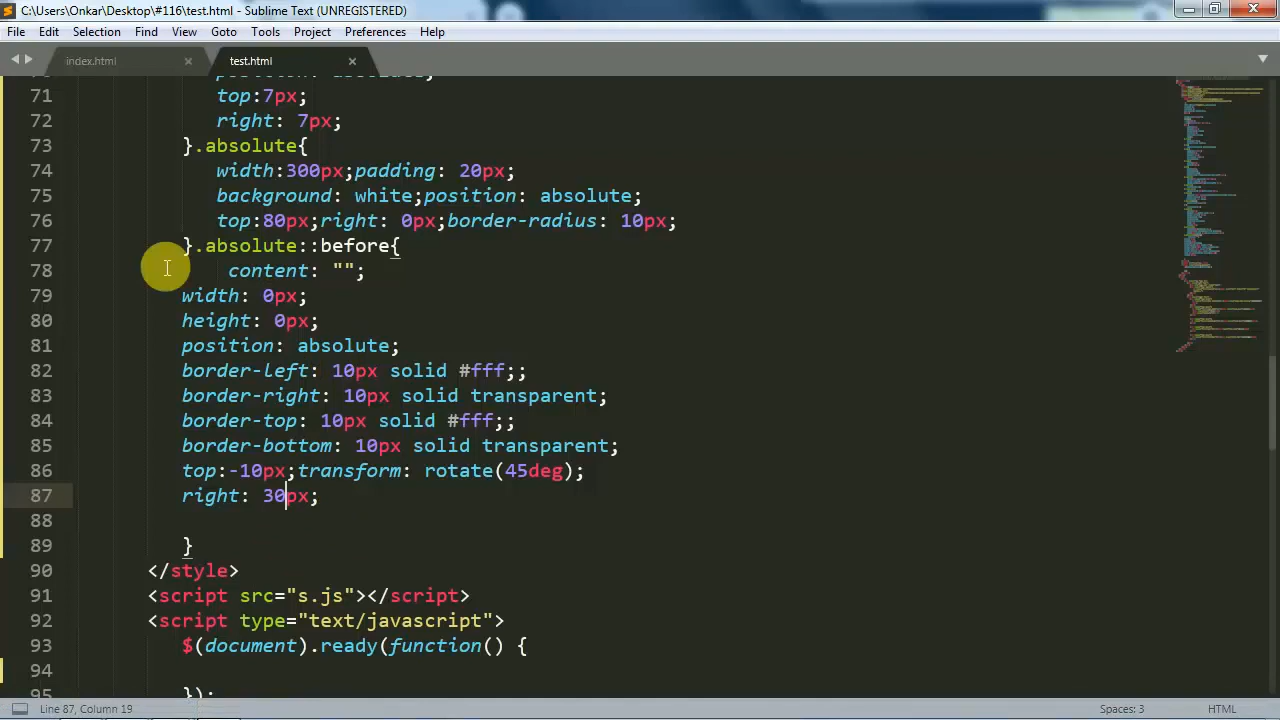 C:\Users\Onkar\Desktop\#116\test.html - Sublime Text (UNREGISTERED)
File Edit Selection Find View Goto Tools Project Preferences Help
index.html test.html
71 top:7px;
72 right: 7px;
73 }.absolute{
74 width:300px;padding: 20px;
75 background: white;position: absolute;
76 top:80px;right: 0px;border-radius: 10px;
77 }.absolute::before{
78 content: "";
79 width: 0px;
80 height: 0px;
81 position: absolute;
82 border-left: 10px solid #fff;;
83 border-right: 10px solid transparent;
84 border-top: 10px solid #fff;;
85 border-bottom: 10px solid transparent;
86 top:-10px;transform: rotate(45deg);
87 right: 30px;
88
89 }
90 </style>
91 <script src="s.js"></script>
92 <script type="text/javascript">
93 $(document).ready(function() {
94
95 });
Line 87, Column 19 Spaces: 3 HTML